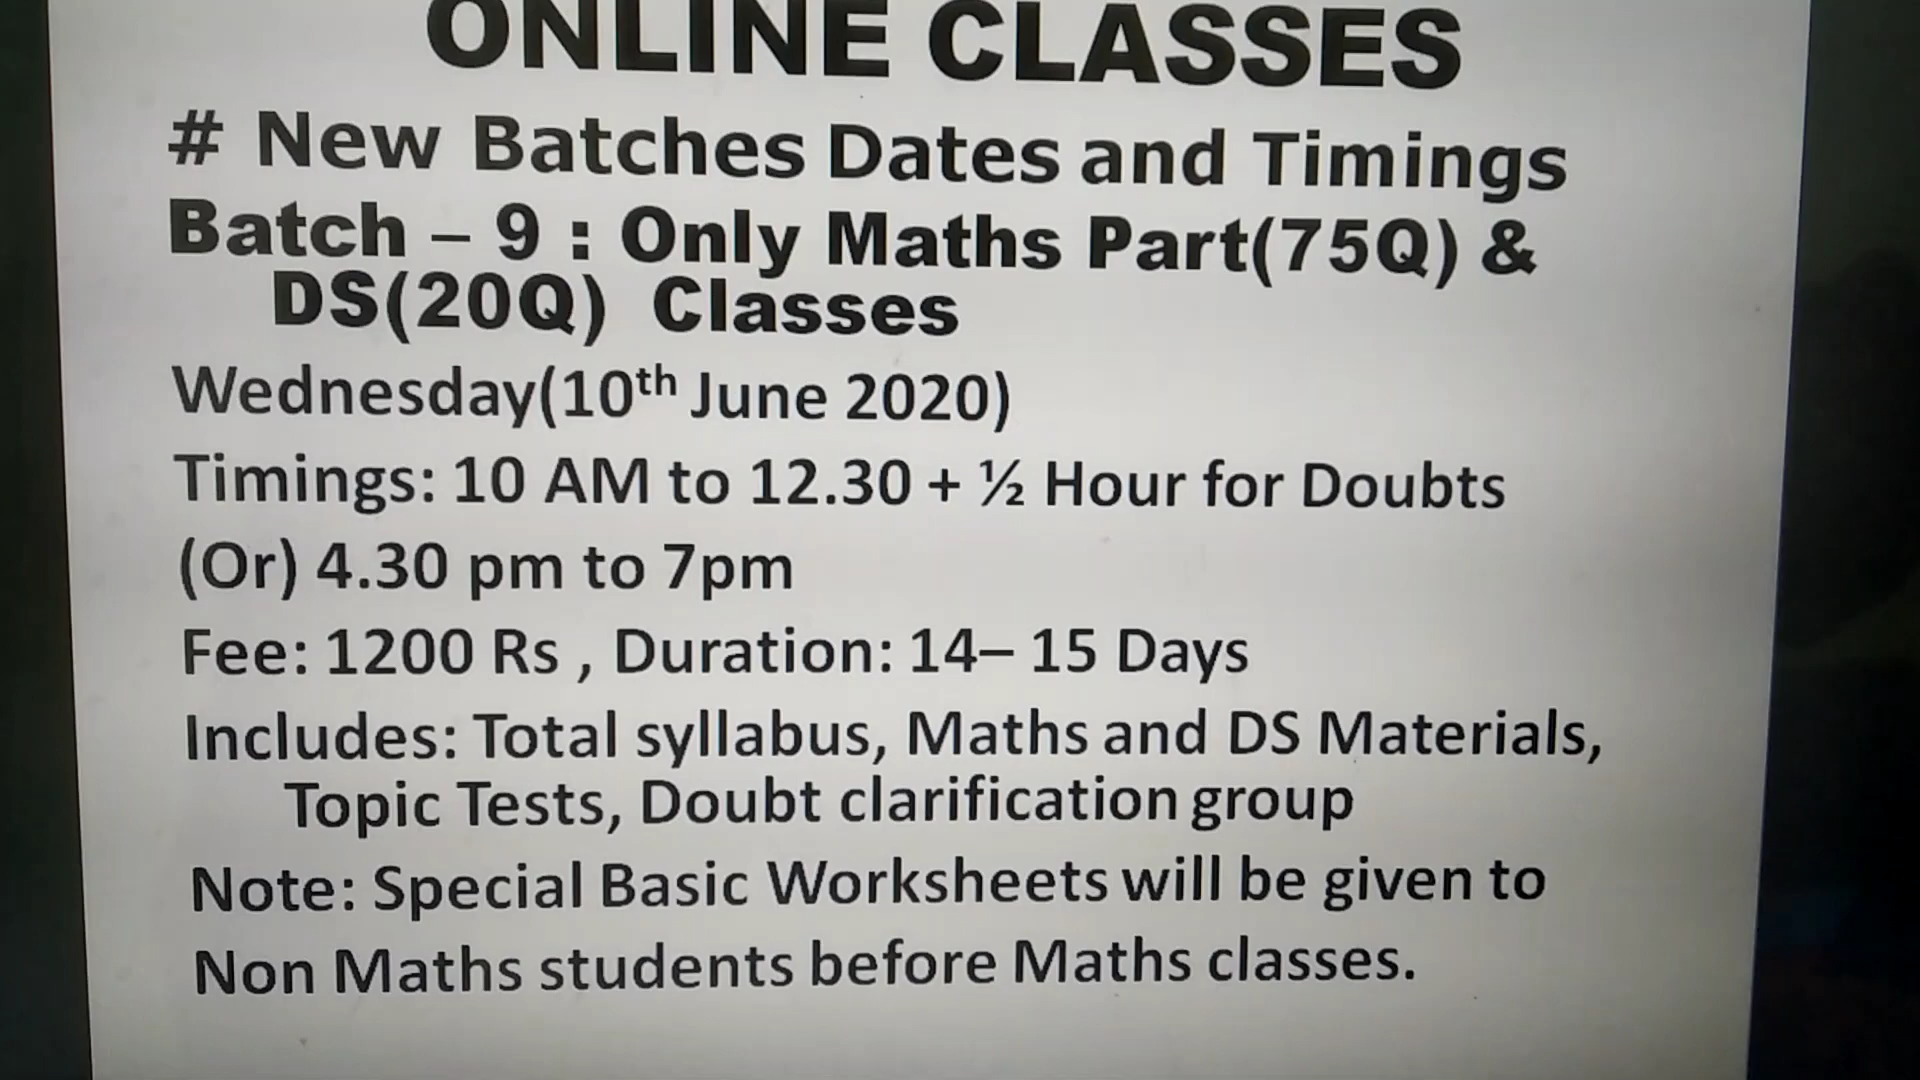 ONLINE CLASSES
# New Batches Dates and Timings
Batch – 9 : Only Maths Part(75Q) &
DS(20Q) Classes
Wednesday(10th June 2020)
Timings: 10 AM to 12.30 + ½ Hour for Doubts
(Or) 4.30 pm to 7pm
Fee: 1200 Rs , Duration: 14– 15 Days
Includes: Total syllabus, Maths and DS Materials,
Topic Tests, Doubt clarification group
Note: Special Basic Worksheets will be given to
Non Maths students before Maths classes.